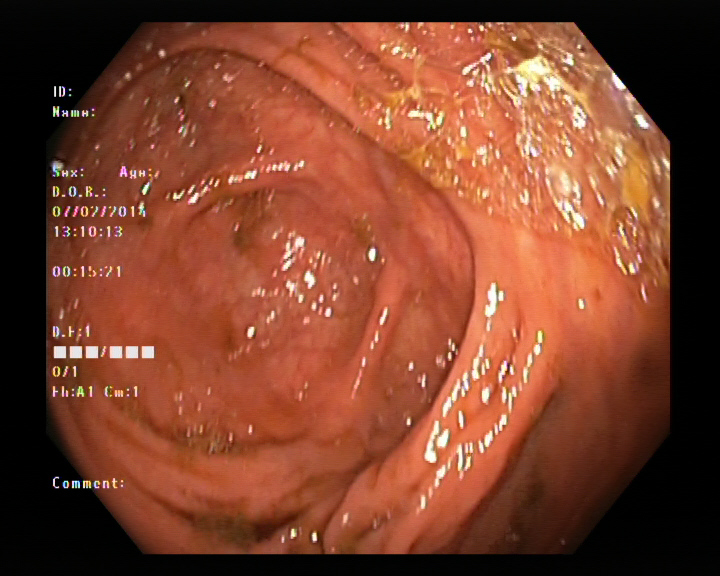 ID:
Name:
Sex: Age:
D.O.B.:
07/02/2014
13:10:13
00:15:21
D.F:1
■■■/■■■
0/1
Eh:A1 Cm:1
Comment: